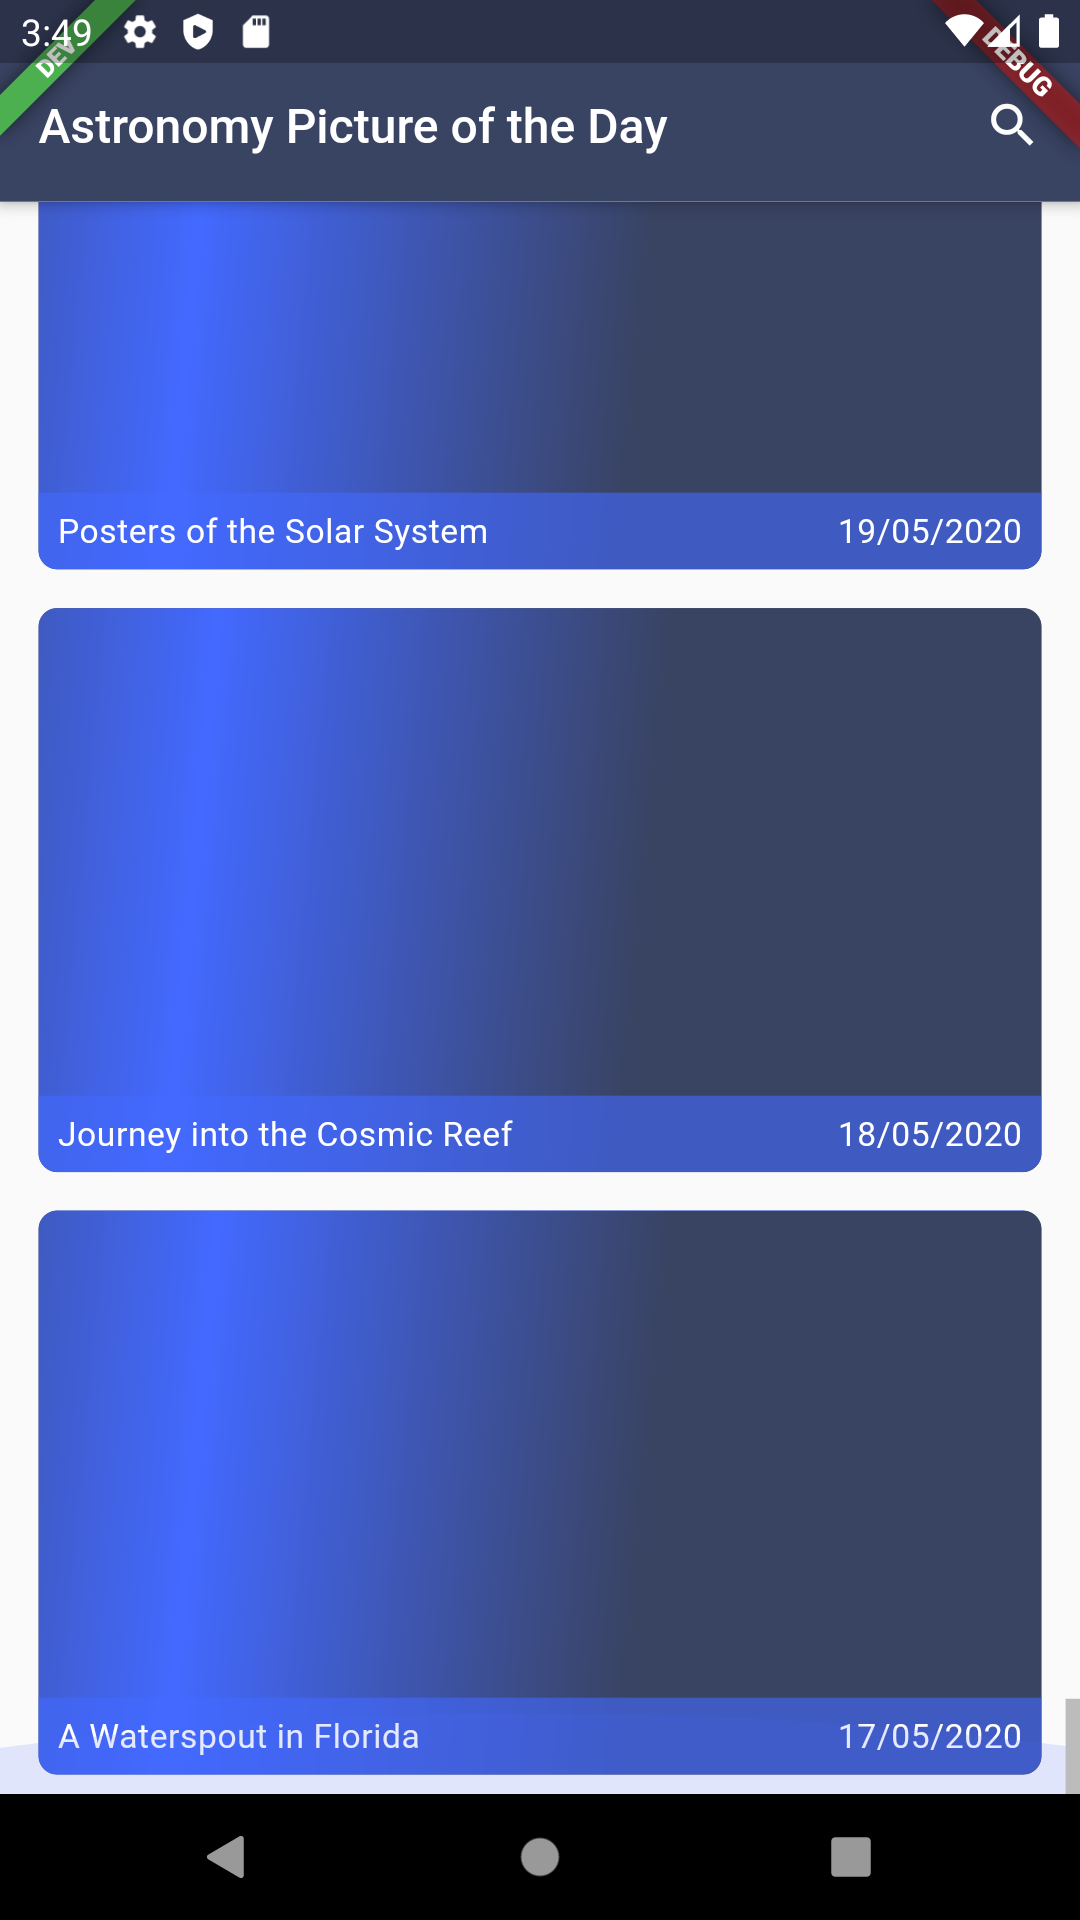 3:49
DEV
DEBUG
Astronomy Picture of the Day
Posters of the Solar System 19/05/2020
Journey into the Cosmic Reef 18/05/2020
A Waterspout in Florida 17/05/2020